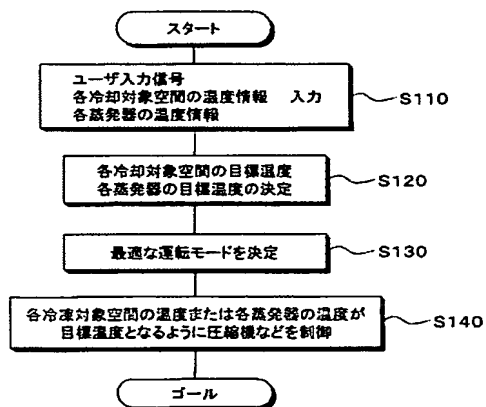 スタート
ユーザ入力信号
各冷却対象空間の温度情報 入力
各蒸発器の温度情報
S110
各冷却対象空間の目標温度
各蒸発器の目標温度の決定
S120
最適な運転モードを決定
S130
各冷凍対象空間の温度または各蒸発器の温度が
目標温度となるように圧縮機などを制御
S140
ゴール